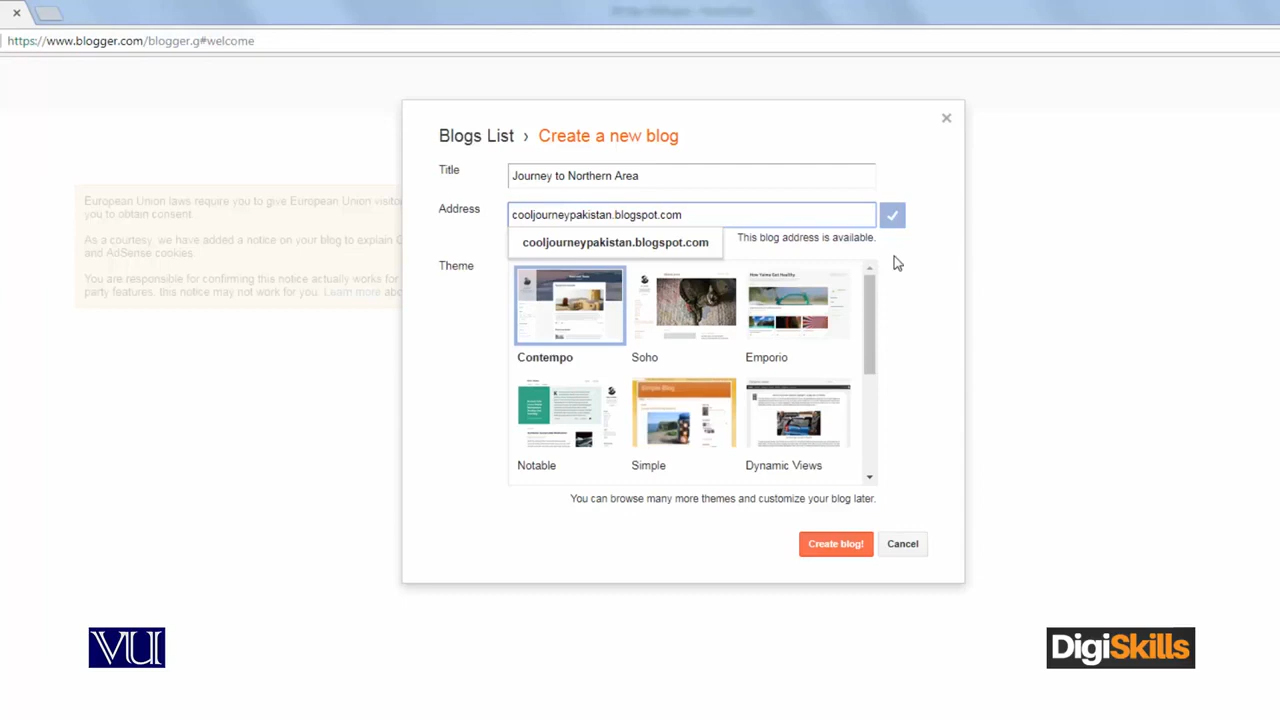 https://www.blogger.com/blogger.g#welcome
Blogs List › Create a new blog
Title
Journey to Northern Area
Address
cooljourneypakistan.blogspot.com
cooljourneypakistan.blogspot.com
This blog address is available.
European Union laws require you to give European Union visito
you to obtain consent.
As a courtesy, we have added a notice on your blog to explain
and AdSense cookies.
You are responsible for confirming this notice actually works for
party features, this notice may not work for you. Learn more abo
Theme
Contempo
Soho
Emporio
Simple Blog
Notable
Simple
Dynamic Views
You can browse many more themes and customize your blog later.
Create blog!
Cancel
VU
DigiSkills